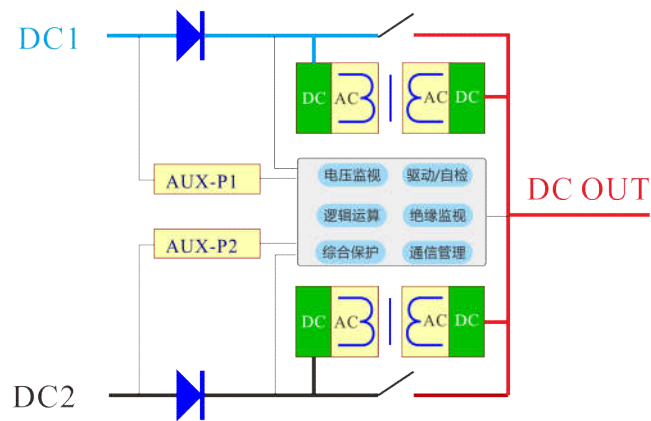 DC1
DC AC AC DC
AUX-P1
电压监视 驱动/自检
DC OUT
逻辑运算 绝缘监视
AUX-P2
综合保护 通信管理
DC AC AC DC
DC2